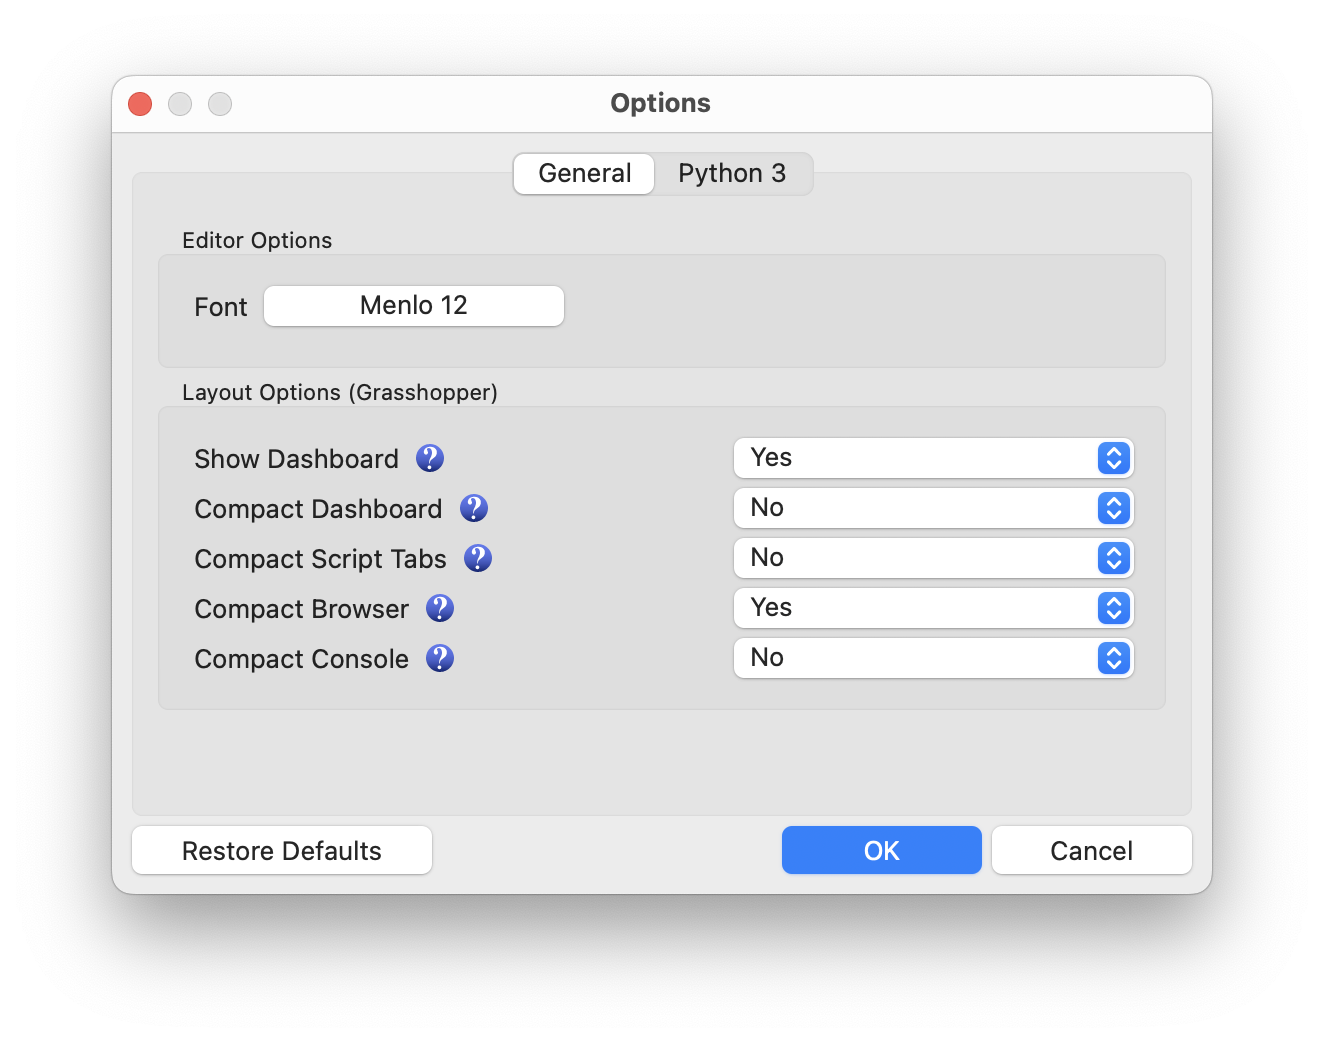 Options
General Python 3
Editor Options
Font Menlo 12
Layout Options (Grasshopper)
Show Dashboard ? Yes
Compact Dashboard ? No
Compact Script Tabs ? No
Compact Browser ? Yes
Compact Console ? No
Restore Defaults OK Cancel